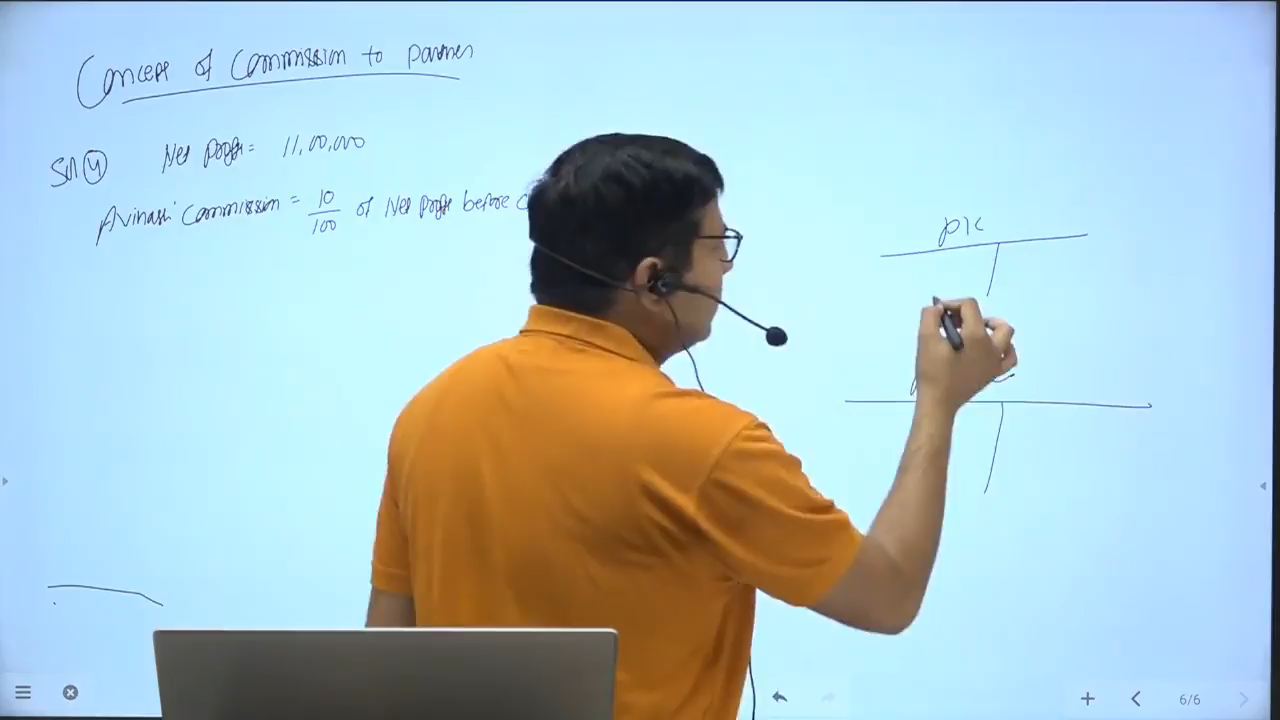 Concept of Commission to partner
Sol 4 Net Profit = 11,00,000
Avinash' Commission = 10/100 of Net Profit before
6/6